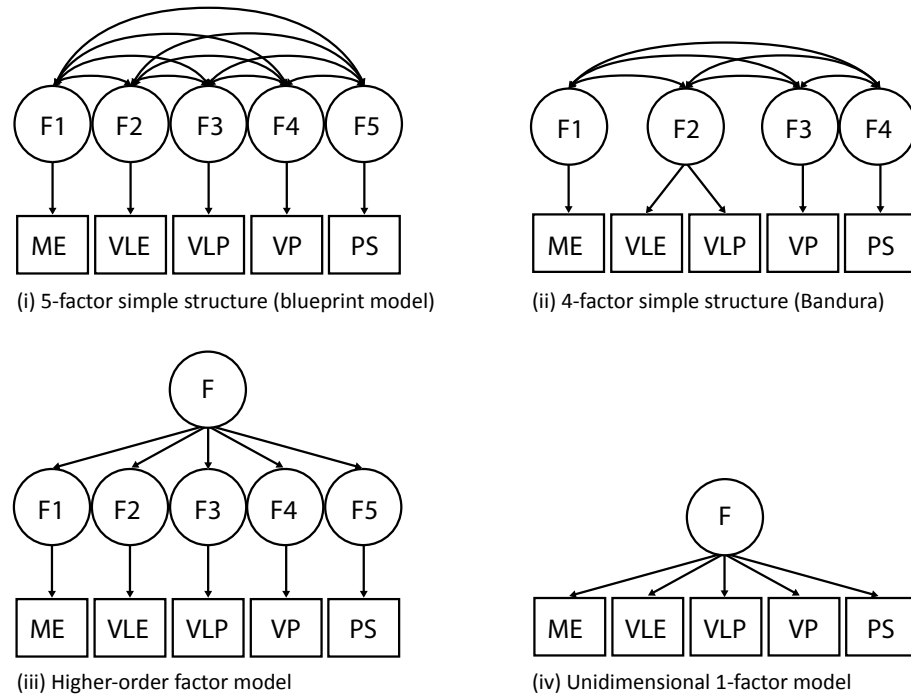 F1 F2 F3 F4 F5
ME VLE VLP VP PS
(i) 5-factor simple structure (blueprint model)
F1 F2 F3 F4
ME VLE VLP VP PS
(ii) 4-factor simple structure (Bandura)
F
F1 F2 F3 F4 F5
ME VLE VLP VP PS
(iii) Higher-order factor model
F
ME VLE VLP VP PS
(iv) Unidimensional 1-factor model